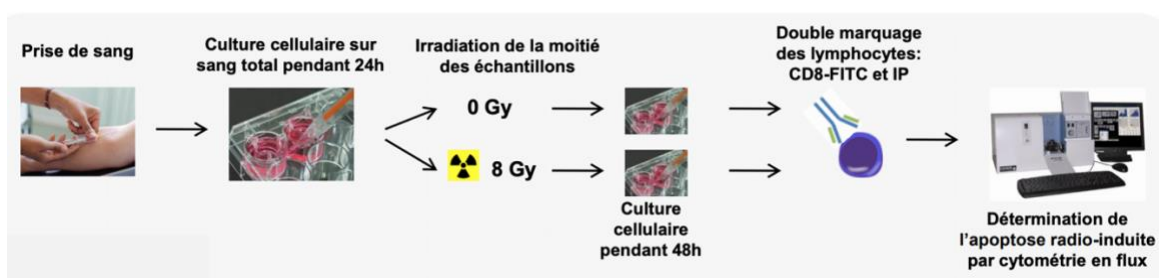 Prise de sang
Culture cellulaire sur
sang total pendant 24h
Irradiation de la moitié
des échantillons
0 Gy
8 Gy
Culture
cellulaire
pendant 48h
Double marquage
des lymphocytes:
CD8-FITC et IP
Détermination de
l'apoptose radio-induite
par cytométrie en flux